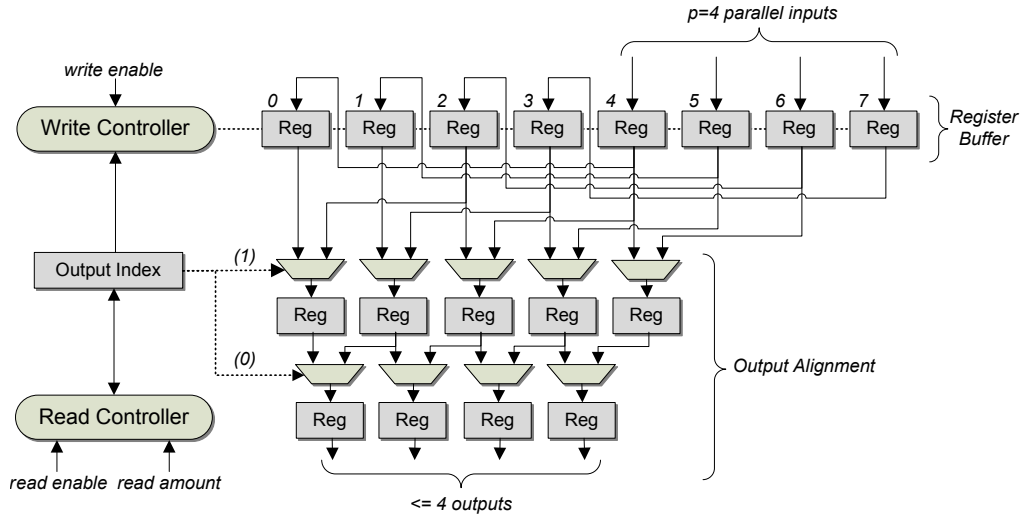 p=4 parallel inputs
write enable
0 1 2 3 4 5 6 7
Write Controller
Reg Reg Reg Reg Reg Reg Reg Reg
Register
Buffer
(1)
Output Index
Reg Reg Reg Reg Reg
(0)
Output Alignment
Read Controller
Reg Reg Reg Reg
read enable read amount
<= 4 outputs